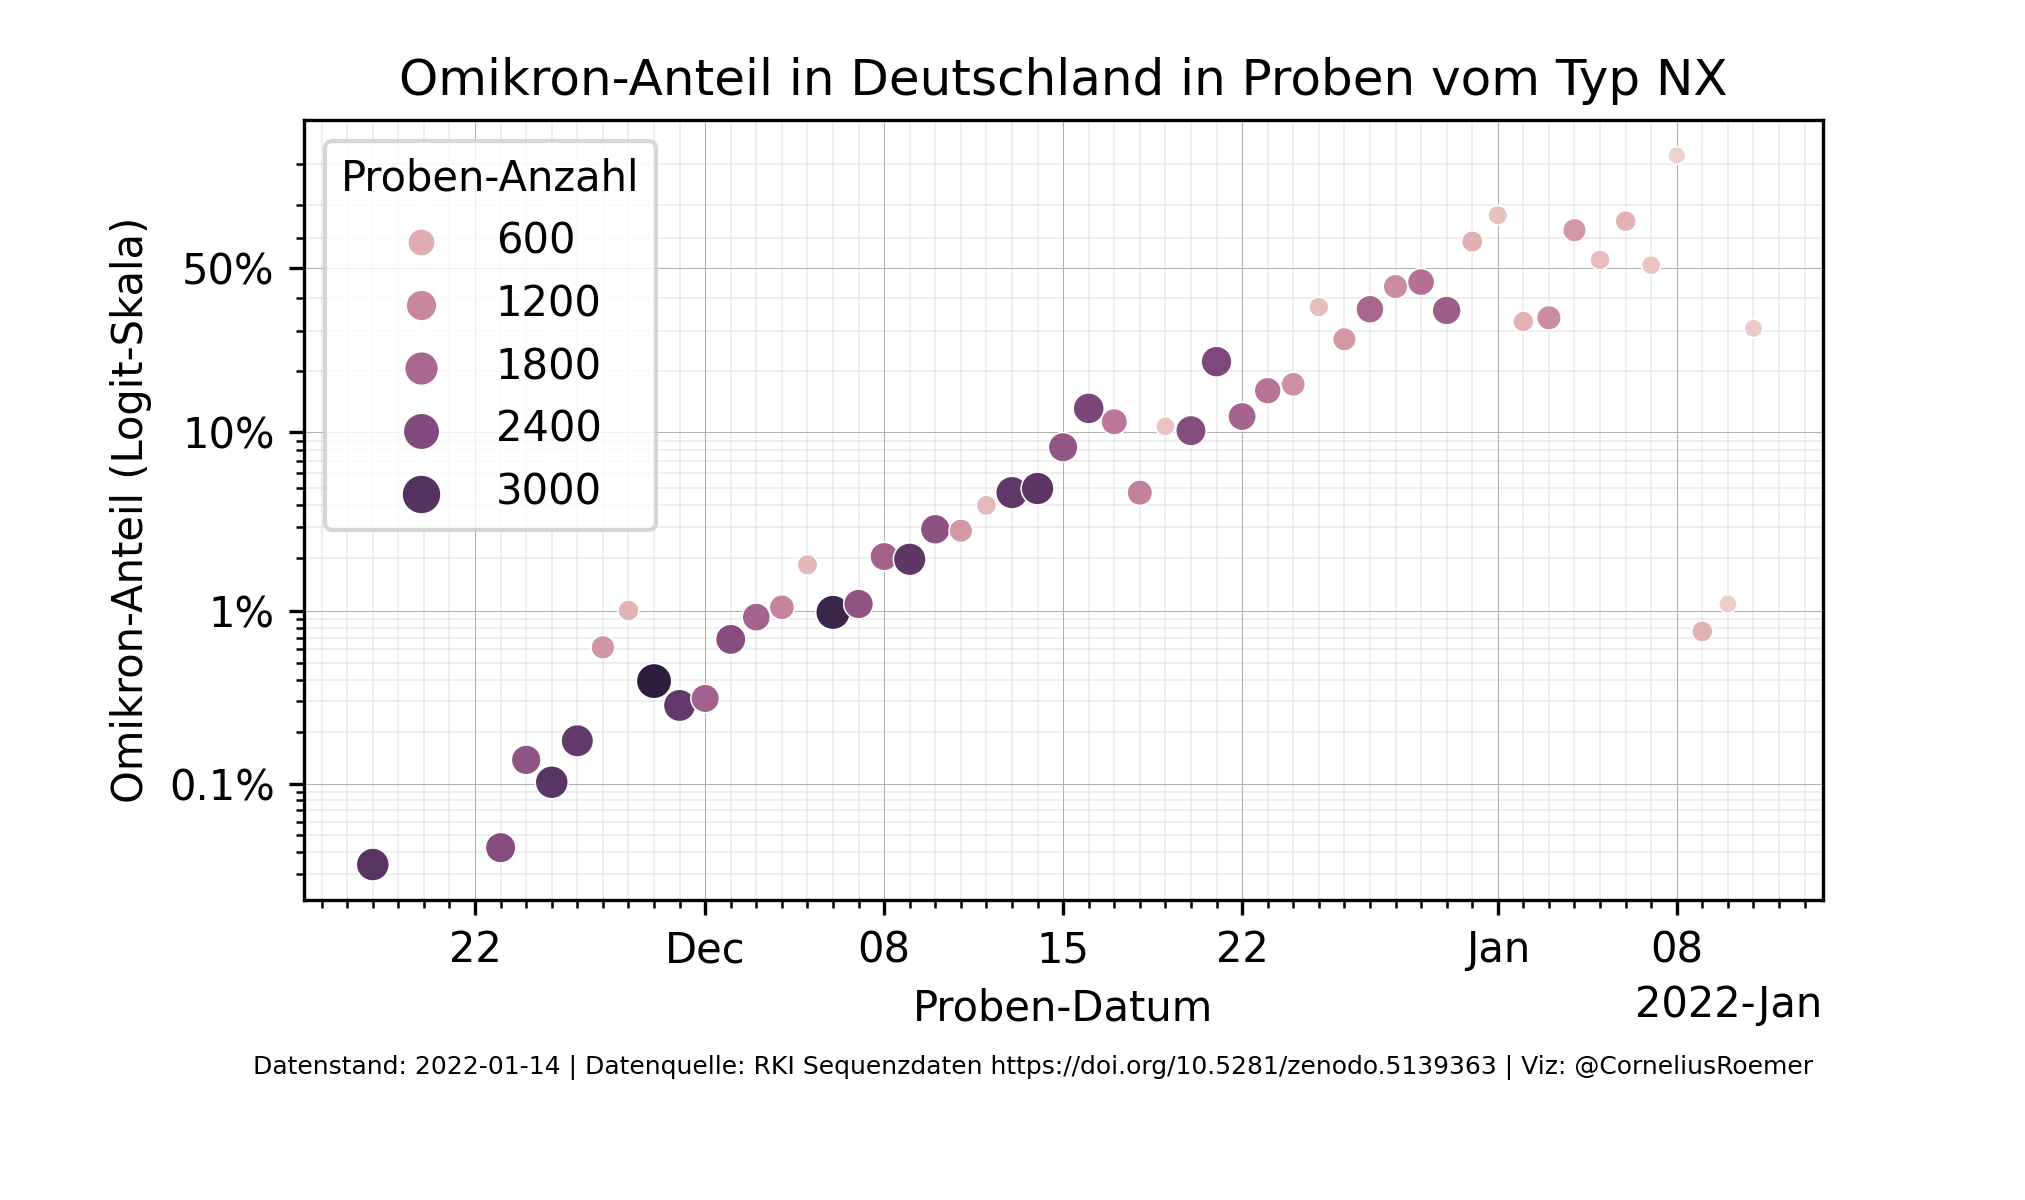 Omikron-Anteil in Deutschland in Proben vom Typ NX
Proben-Anzahl
600
1200
1800
2400
3000
Omikron-Anteil (Logit-Skala)
50%
10%
1%
0.1%
22 Dec 08 15 22 Jan 08
Proben-Datum
2022-Jan
Datenstand: 2022-01-14 | Datenquelle: RKI Sequenzdaten https://doi.org/10.5281/zenodo.5139363 | Viz: @CorneliusRoemer